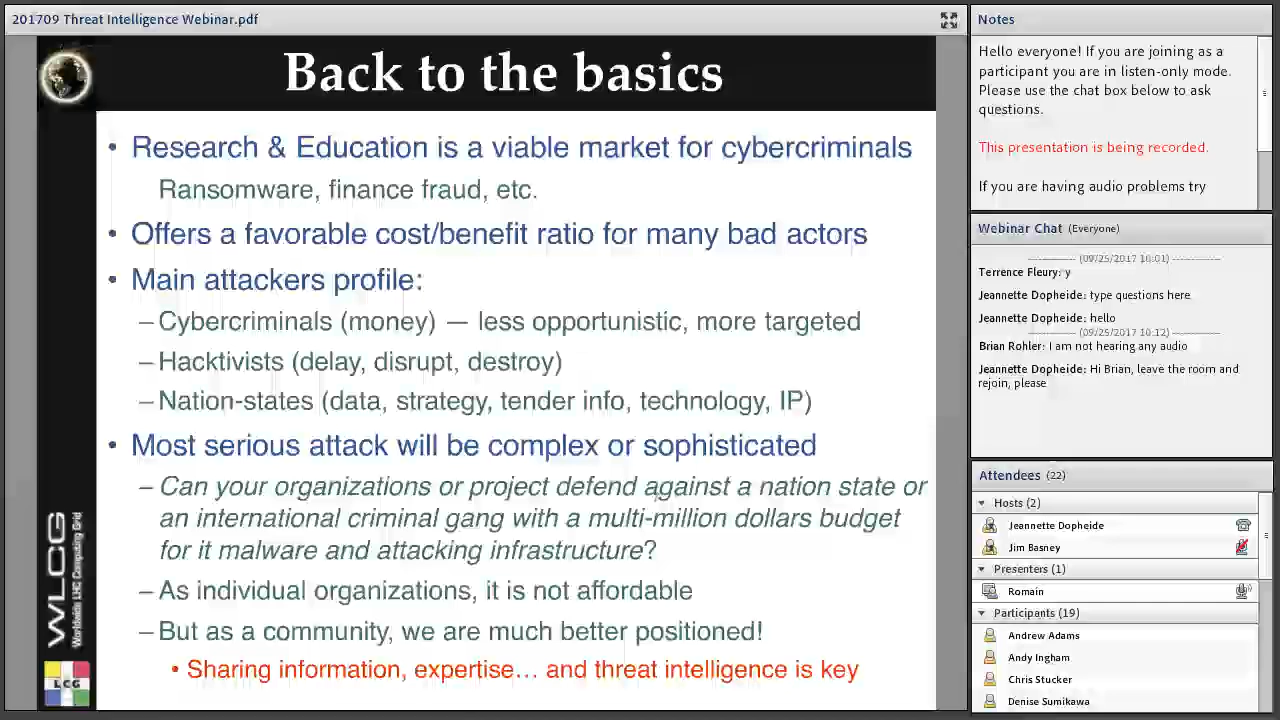 201709 Threat Intelligence Webinar.pdf
Back to the basics
• Research & Education is a viable market for cybercriminals
Ransomware, finance fraud, etc.
• Offers a favorable cost/benefit ratio for many bad actors
• Main attackers profile:
– Cybercriminals (money) — less opportunistic, more targeted
– Hacktivists (delay, disrupt, destroy)
– Nation-states (data, strategy, tender info, technology, IP)
• Most serious attack will be complex or sophisticated
– Can your organizations or project defend against a nation state or
an international criminal gang with a multi-million dollars budget
for it malware and attacking infrastructure?
– As individual organizations, it is not affordable
– But as a community, we are much better positioned!
• Sharing information, expertise… and threat intelligence is key
WLCG
Worldwide LHC Computing Grid
LCG
Notes
Hello everyone! If you are joining as a
participant you are in listen-only mode.
Please use the chat box below to ask
questions.
This presentation is being recorded.
If you are having audio problems try
Webinar Chat (Everyone)
(09/25/2017 10:01)
Terrence Fleury: y
Jeannette Dopheide: type questions here
Jeannette Dopheide: hello
(09/25/2017 10:12)
Brian Rohler: I am not hearing any audio
Jeannette Dopheide: Hi Brian, leave the room and
rejoin, please
Attendees (22)
Hosts (2)
Jeannette Dopheide
Jim Basney
Presenters (1)
Romain
Participants (19)
Andrew Adams
Andy Ingham
Chris Stucker
Denise Sumikawa